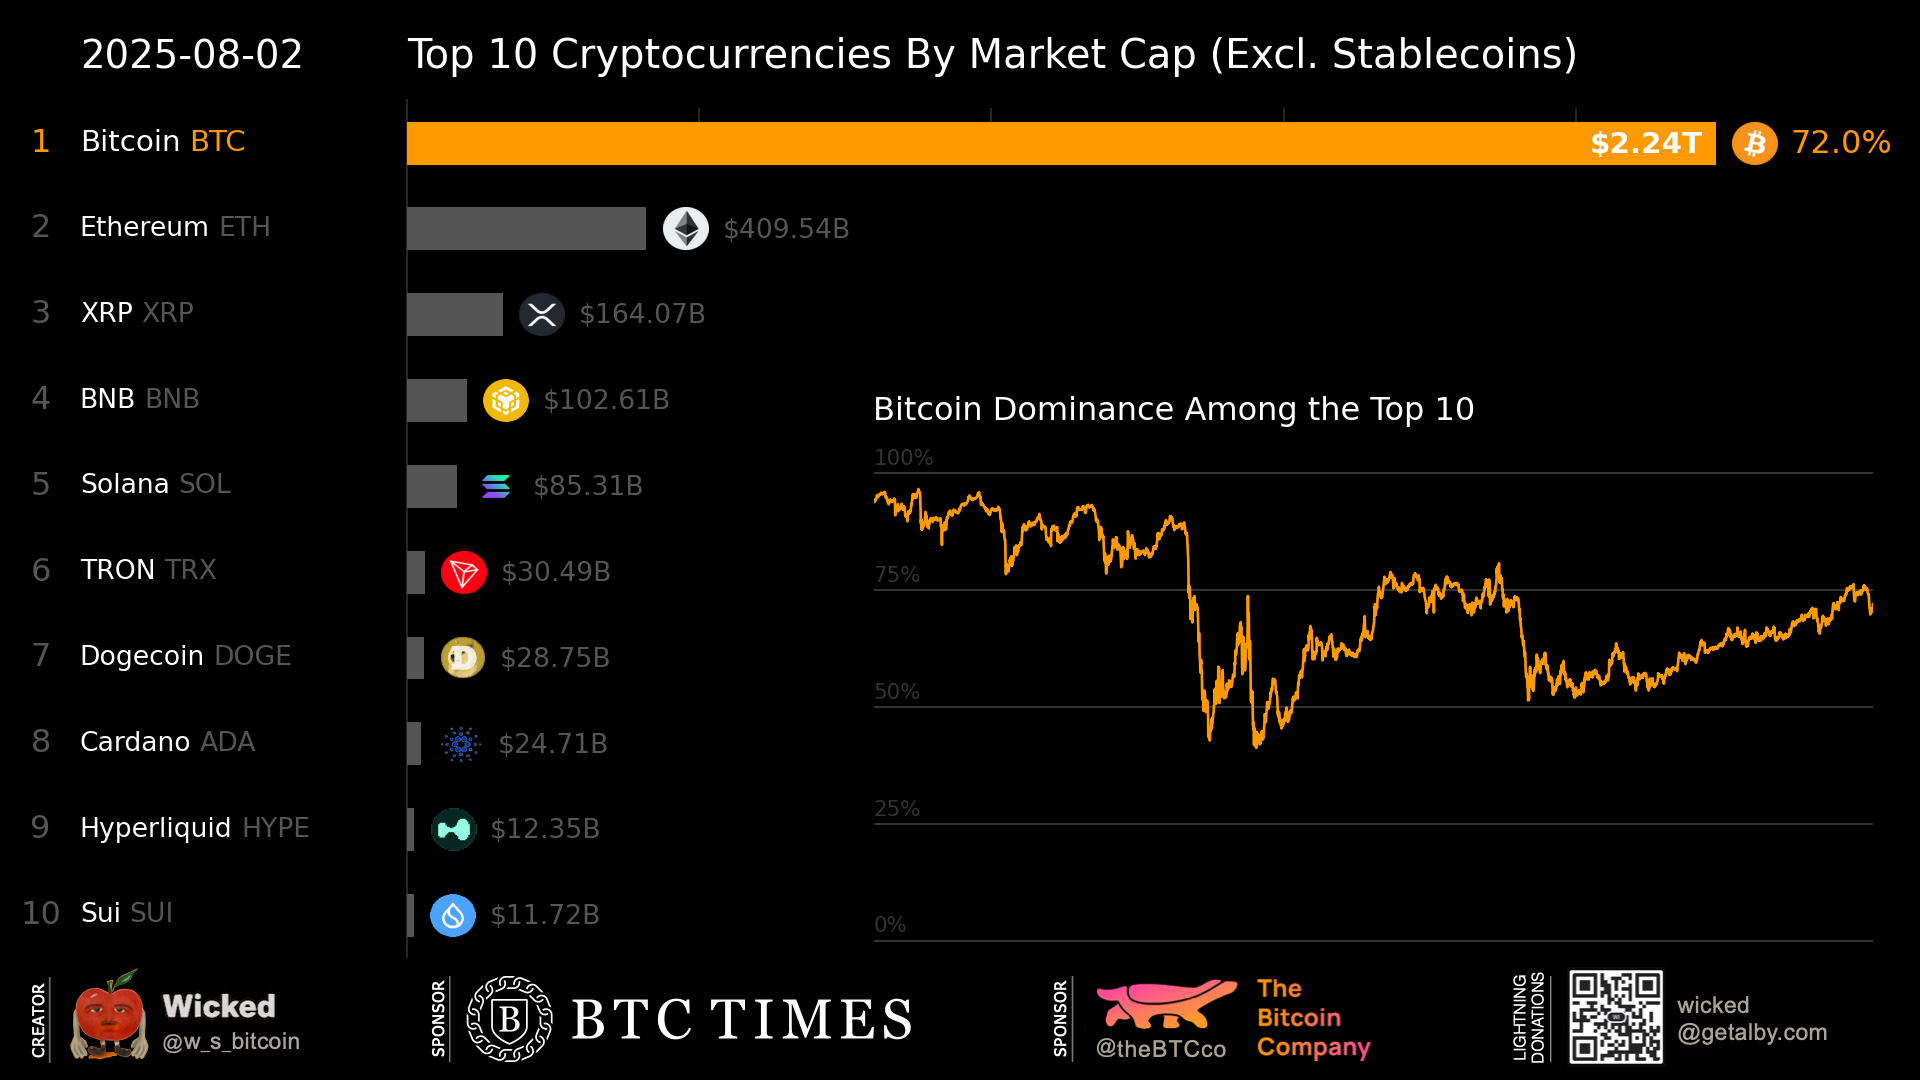 2025-08-02
Top 10 Cryptocurrencies By Market Cap (Excl. Stablecoins)
1 Bitcoin BTC $2.24T 72.0%
2 Ethereum ETH $409.54B
3 XRP XRP $164.07B
4 BNB BNB $102.61B
5 Solana SOL $85.31B
6 TRON TRX $30.49B
7 Dogecoin DOGE $28.75B
8 Cardano ADA $24.71B
9 Hyperliquid HYPE $12.35B
10 Sui SUI $11.72B
Bitcoin Dominance Among the Top 10
100%
75%
50%
25%
0%
CREATOR
Wicked
@w_s_bitcoin
SPONSOR
B
BTC TIMES
SPONSOR
@theBTCco
The
Bitcoin
Company
LIGHTNING
DONATIONS
wicked
@getalby.com